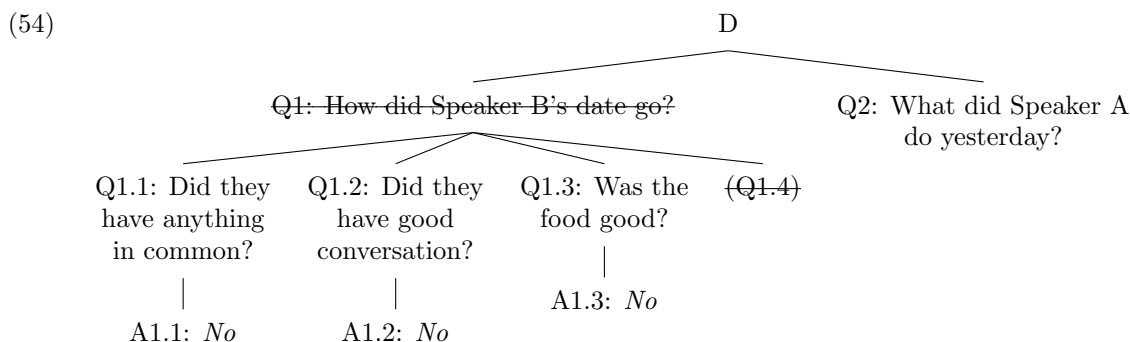 (54)
D
Q1: How did Speaker B's date go?
Q2: What did Speaker A
do yesterday?
Q1.1: Did they
have anything
in common?
Q1.2: Did they
have good
conversation?
Q1.3: Was the
food good?
(Q1.4)
A1.1: No
A1.2: No
A1.3: No